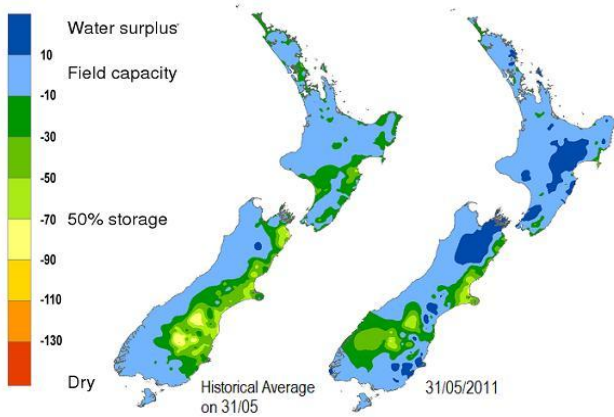 Water surplus
10
Field capacity
-10
-30
-50
50% storage
-70
-90
-110
-130
Dry
Historical Average
on 31/05
31/05/2011